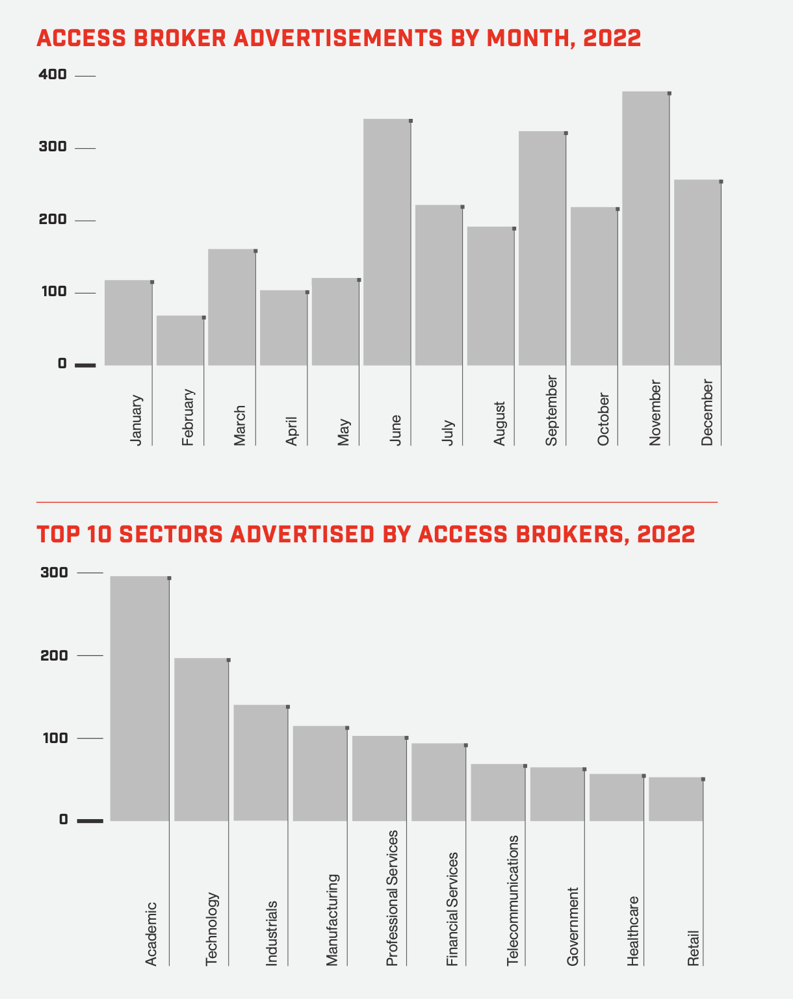 ACCESS BROKER ADVERTISEMENTS BY MONTH, 2022
400
300
200
100
0
January
February
March
April
May
June
July
August
September
October
November
December
TOP 10 SECTORS ADVERTISED BY ACCESS BROKERS, 2022
300
200
100
0
Academic
Technology
Industrials
Manufacturing
Professional Services
Financial Services
Telecommunications
Government
Healthcare
Retail